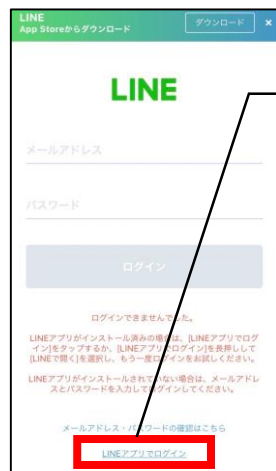 LINE
App Storeからダウンロード
ダウンロード
×
LINE
メールアドレス
パスワード
ログイン
ログインできませんでした。
LINEアプリがインストール済みの場合は、[LINEアプリでログ
イン]をタップするか、[LINEアプリでログイン]を長押しして
[LINEで開く]を選択し、もう一度ログインをお試しください。
LINEアプリがインストールされていない場合は、メールアドレ
スとパスワードを入力してログインしてください。
メールアドレス・パスワードの確認はこちら
LINEアプリでログイン